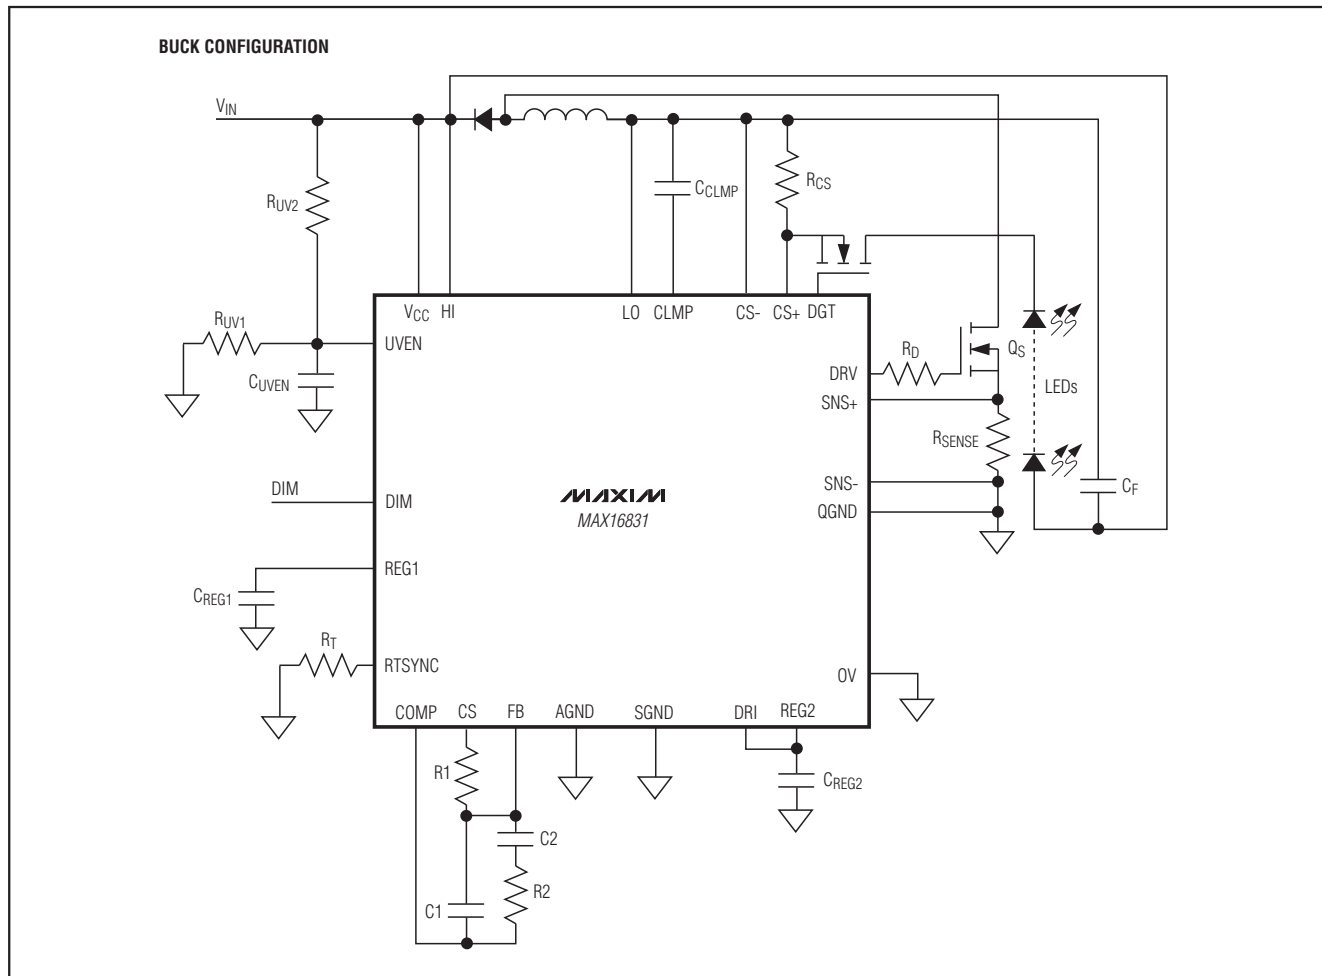 BUCK CONFIGURATION
VIN
RUV2
CCLMP
RCS
VCC HI LO CLMP CS- CS+ DGT
RUV1
UVEN
CUVEN
RD
QS
DRV
SNS+
LEDs
RSENSE
SNS-
CF
QGND
DIM
DIM
MAXIM
MAX16831
REG1
CREG1
RT
RTSYNC
OV
COMP CS FB AGND SGND DRI REG2
R1
CREG2
C2
R2
C1